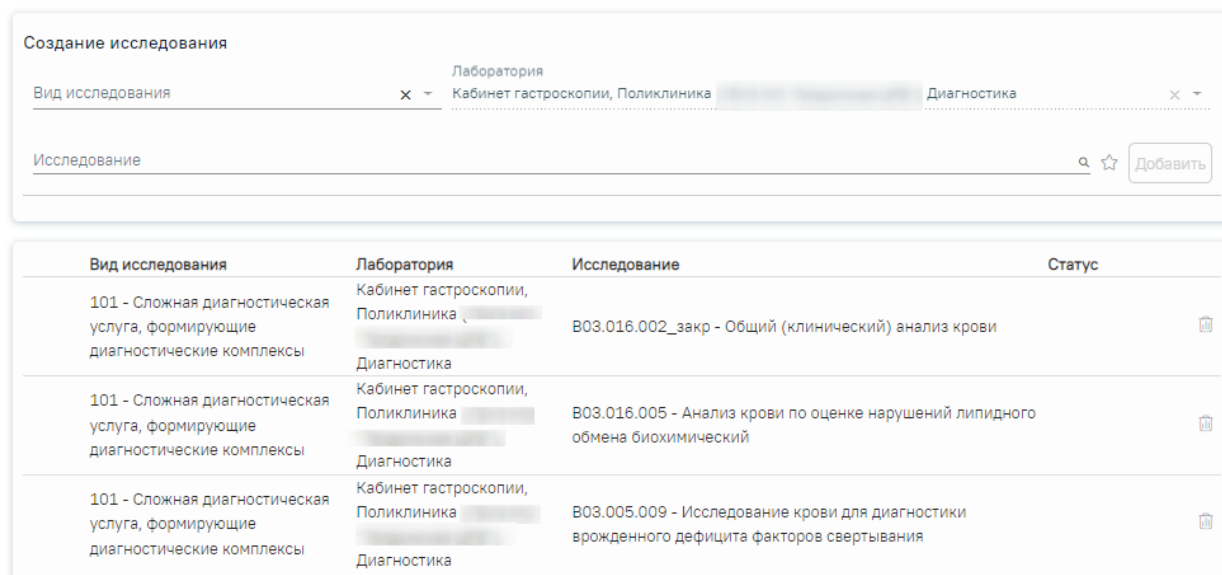 Создание исследования
Вид исследования
Лаборатория
Кабинет гастроскопии, Поликлиника Диагностика
Исследование
Добавить
Вид исследования Лаборатория Исследование Статус
101 - Сложная диагностическая
услуга, формирующие
диагностические комплексы
Кабинет гастроскопии,
Поликлиника
Диагностика
B03.016.002_закр - Общий (клинический) анализ крови
101 - Сложная диагностическая
услуга, формирующие
диагностические комплексы
Кабинет гастроскопии,
Поликлиника
Диагностика
B03.016.005 - Анализ крови по оценке нарушений липидного
обмена биохимический
101 - Сложная диагностическая
услуга, формирующие
диагностические комплексы
Кабинет гастроскопии,
Поликлиника
Диагностика
B03.005.009 - Исследование крови для диагностики
врожденного дефицита факторов свертывания